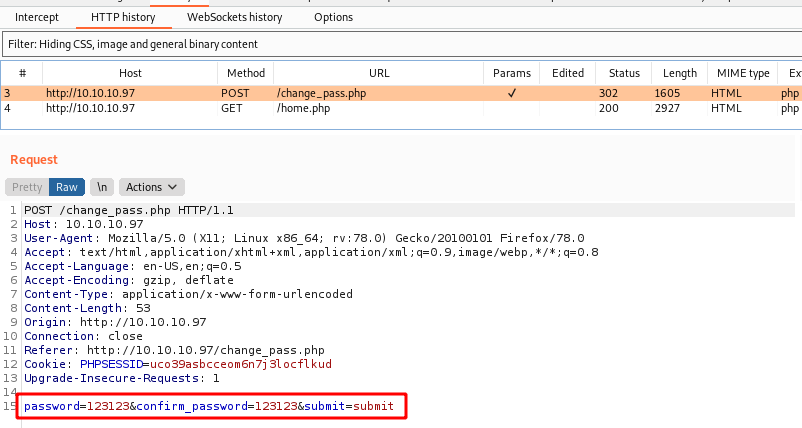 Intercept HTTP history WebSockets history Options
Filter: Hiding CSS, image and general binary content
# Host Method URL Params Edited Status Length MIME type Ex
3 http://10.10.10.97 POST /change_pass.php ✓ 302 1605 HTML php
4 http://10.10.10.97 GET /home.php 200 2927 HTML php
Request
Pretty Raw \n Actions
1 POST /change_pass.php HTTP/1.1
2 Host: 10.10.10.97
3 User-Agent: Mozilla/5.0 (X11; Linux x86_64; rv:78.0) Gecko/20100101 Firefox/78.0
4 Accept: text/html,application/xhtml+xml,application/xml;q=0.9,image/webp,*/*;q=0.8
5 Accept-Language: en-US,en;q=0.5
6 Accept-Encoding: gzip, deflate
7 Content-Type: application/x-www-form-urlencoded
8 Content-Length: 53
9 Origin: http://10.10.10.97
10 Connection: close
11 Referer: http://10.10.10.97/change_pass.php
12 Cookie: PHPSESSID=uco39asbcceom6n7j3locflkud
13 Upgrade-Insecure-Requests: 1
14
15 password=123123&confirm_password=123123&submit=submit